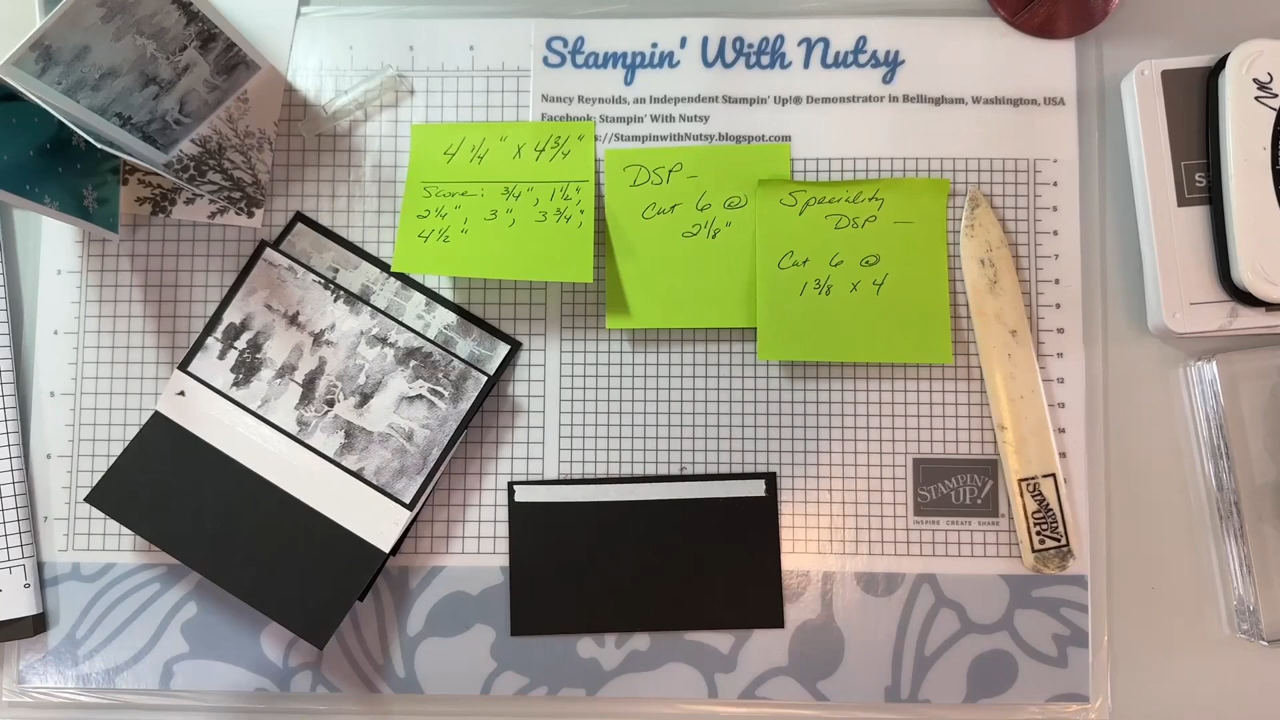 Stampin' With Nutsy
Nancy Reynolds, an Independent Stampin' Up!® Demonstrator in Bellingham, Washington, USA
Facebook: Stampin' With Nutsy
s://StampinwithNutsy.blogspot.com
4 1/4" x 4 3/4"
Score: 3/4", 1 1/2",
2 1/4", 3", 3 3/4",
4 1/2"
DSP-
Cut 6 @
2 1/8"
Speciality
DSP —
Cut 6 @
1 3/8 x 4
STAMPIN'
UP!®
INSPIRE · CREATE · SHARE
STAMPIN'
UP!